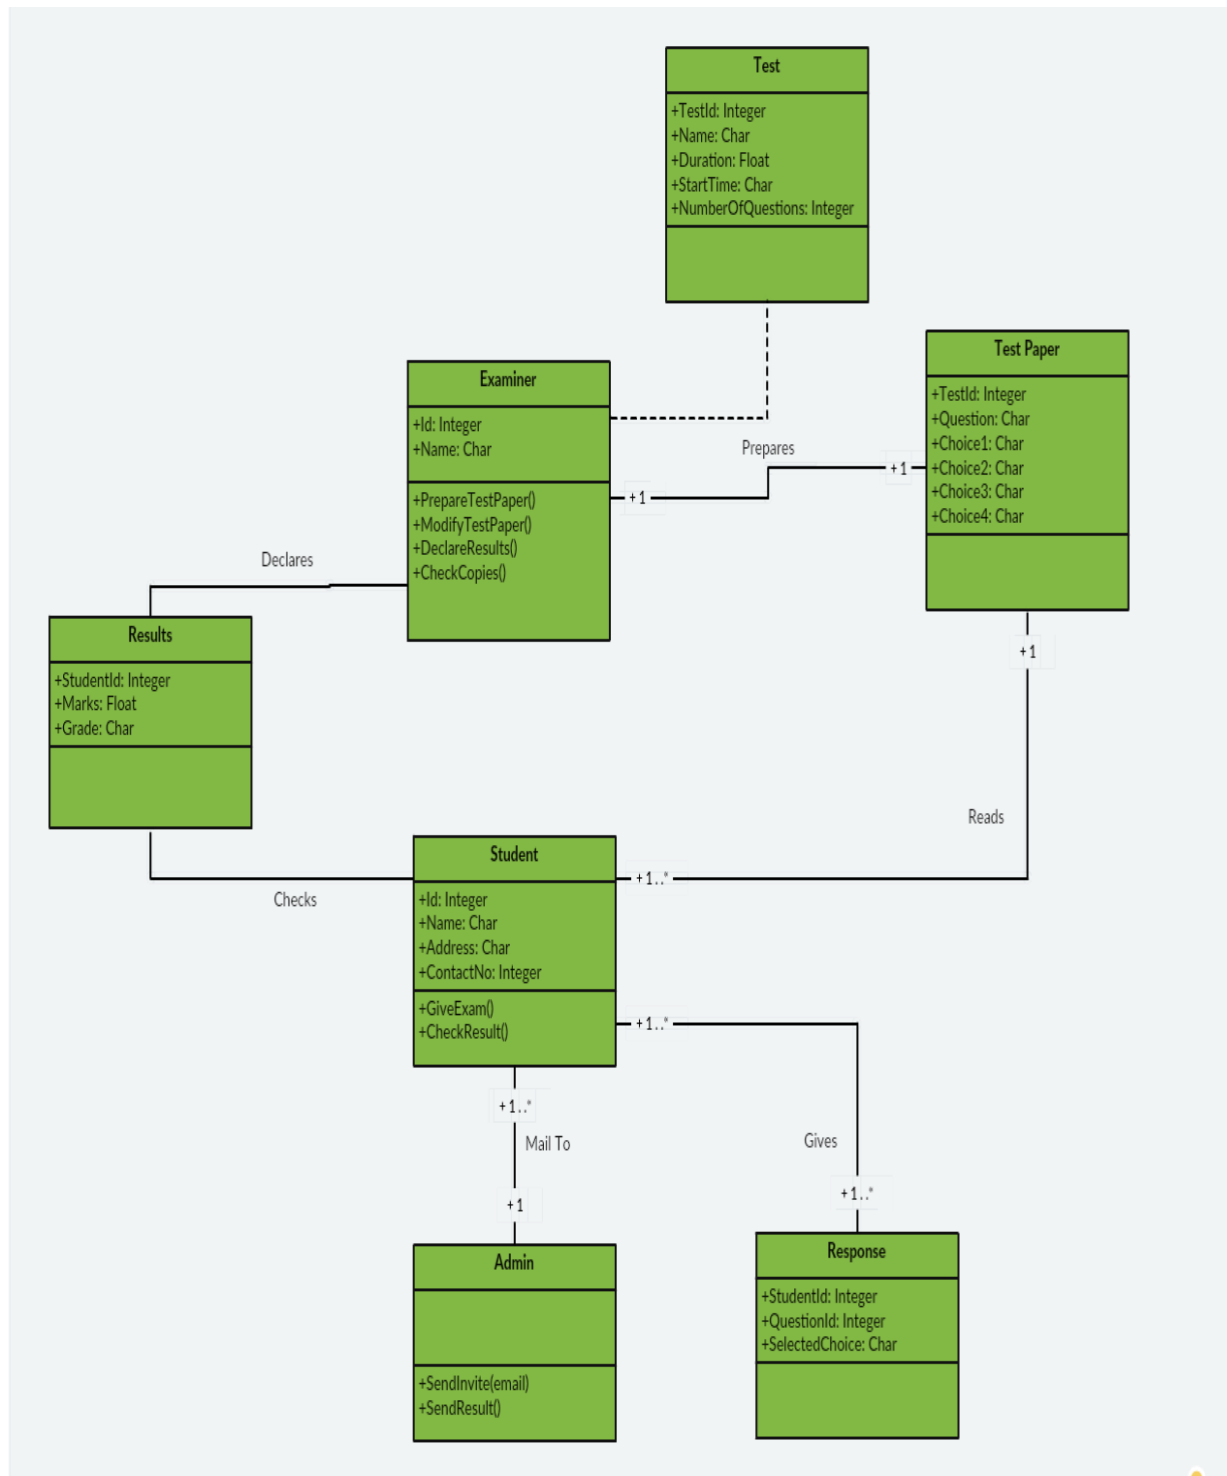 Test
+TestId: Integer
+Name: Char
+Duration: Float
+StartTime: Char
+NumberOfQuestions: Integer
Test Paper
+TestId: Integer
+Question: Char
+Choice1: Char
+Choice2: Char
+Choice3: Char
+Choice4: Char
Examiner
+Id: Integer
+Name: Char
+PrepareTestPaper()
+ModifyTestPaper()
+DeclareResults()
+CheckCopies()
Prepares
+1
+1
Declares
Results
+StudentId: Integer
+Marks: Float
+Grade: Char
+1
Reads
Checks
Student
+Id: Integer
+Name: Char
+Address: Char
+ContactNo: Integer
+GiveExam()
+CheckResult()
+1..*
+1..*
+1..*
Mail To
+1
Gives
+1..*
Admin
+SendInvite(email)
+SendResult()
Response
+StudentId: Integer
+QuestionId: Integer
+SelectedChoice: Char